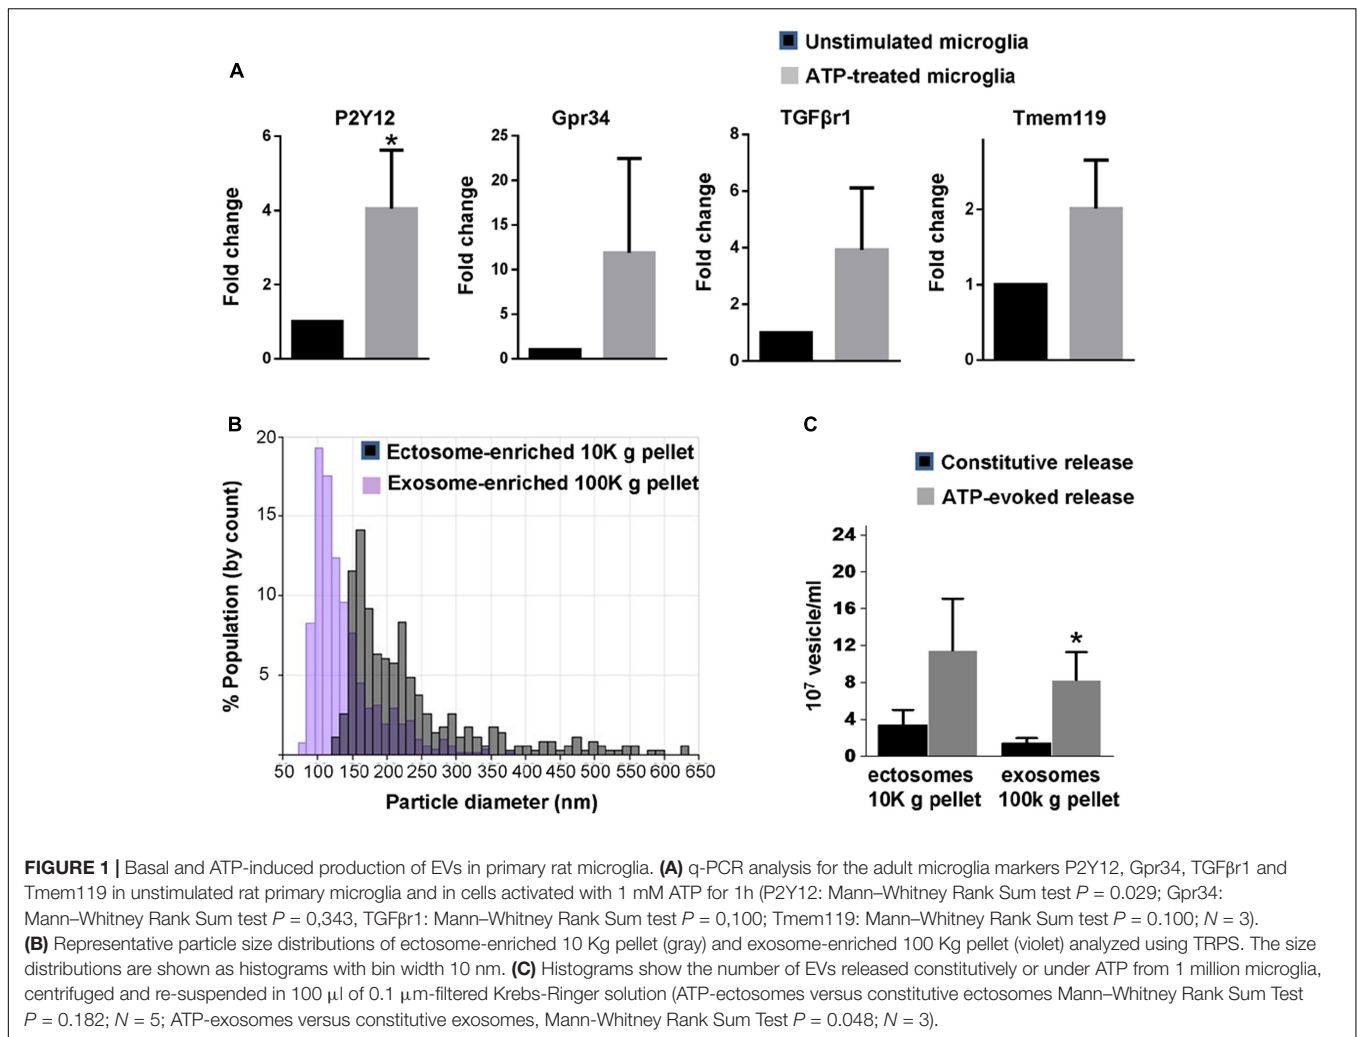 Unstimulated microglia
ATP-treated microglia
A
P2Y12
Gpr34
TGFβr1
Tmem119
Fold change
6
4
2
0
*
Fold change
25
20
15
10
5
0
Fold change
8
6
4
2
0
Fold change
2
1
0
B
Ectosome-enriched 10K g pellet
Exosome-enriched 100K g pellet
% Population (by count)
20
15
10
5
50 100 150 200 250 300 350 400 450 500 550 600 650
Particle diameter (nm)
C
Constitutive release
ATP-evoked release
10⁷ vesicle/ml
24
20
16
12
8
4
0
*
ectosomes exosomes
10K g pellet 100k g pellet
FIGURE 1 | Basal and ATP-induced production of EVs in primary rat microglia. (A) q-PCR analysis for the adult microglia markers P2Y12, Gpr34, TGFβr1 and
Tmem119 in unstimulated rat primary microglia and in cells activated with 1 mM ATP for 1h (P2Y12: Mann–Whitney Rank Sum test P = 0.029; Gpr34:
Mann–Whitney Rank Sum test P = 0,343, TGFβr1: Mann–Whitney Rank Sum test P = 0,100; Tmem119: Mann–Whitney Rank Sum test P = 0.100; N = 3).
(B) Representative particle size distributions of ectosome-enriched 10 Kg pellet (gray) and exosome-enriched 100 Kg pellet (violet) analyzed using TRPS. The size
distributions are shown as histograms with bin width 10 nm. (C) Histograms show the number of EVs released constitutively or under ATP from 1 million microglia,
centrifuged and re-suspended in 100 μl of 0.1 μm-filtered Krebs-Ringer solution (ATP-ectosomes versus constitutive ectosomes Mann–Whitney Rank Sum Test
P = 0.182; N = 5; ATP-exosomes versus constitutive exosomes, Mann-Whitney Rank Sum Test P = 0.048; N = 3).